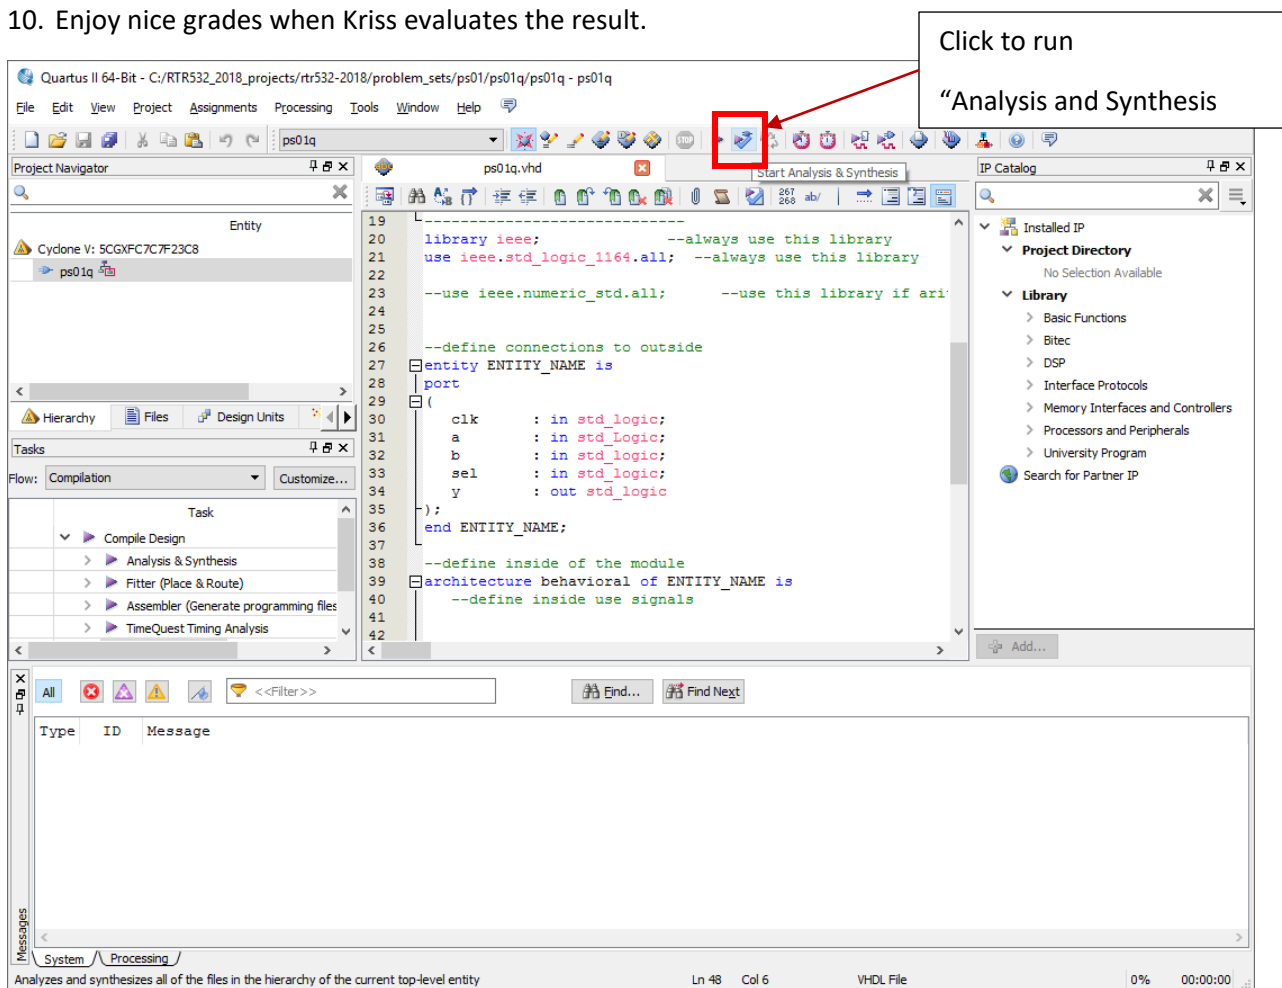 10. Enjoy nice grades when Kriss evaluates the result.
Click to run
“Analysis and Synthesis
Quartus II 64-Bit - C:/RTR532_2018_projects/rtr532-2018/problem_sets/ps01/ps01q/ps01q - ps01q
File Edit View Project Assignments Processing Tools Window Help
ps01q
STOP
Project Navigator
ps01q.vhd
Start Analysis & Synthesis
IP Catalog
267
268
ab/
Entity
Cyclone V: 5CGXFC7C7F23C8
ps01q
Hierarchy Files Design Units
Tasks
Flow: Compilation Customize...
Task
Compile Design
Analysis & Synthesis
Fitter (Place & Route)
Assembler (Generate programming files
TimeQuest Timing Analysis
19 -----------------------------
20 library ieee; --always use this library
21 use ieee.std_logic_1164.all; --always use this library
22
23 --use ieee.numeric_std.all; --use this library if ari
24
25
26 --define connections to outside
27 entity ENTITY_NAME is
28 port
29 (
30 clk : in std_logic;
31 a : in std_Logic;
32 b : in std_logic;
33 sel : in std_logic;
34 y : out std_logic
35 );
36 end ENTITY_NAME;
37
38 --define inside of the module
39 architecture behavioral of ENTITY_NAME is
40 --define inside use signals
41
42
Installed IP
Project Directory
No Selection Available
Library
Basic Functions
Bitec
DSP
Interface Protocols
Memory Interfaces and Controllers
Processors and Peripherals
University Program
Search for Partner IP
Add...
All <<Filter>> Find... Find Next
Type ID Message
Messages
System Processing
Analyzes and synthesizes all of the files in the hierarchy of the current top-level entity Ln 48 Col 6 VHDL File 0% 00:00:00